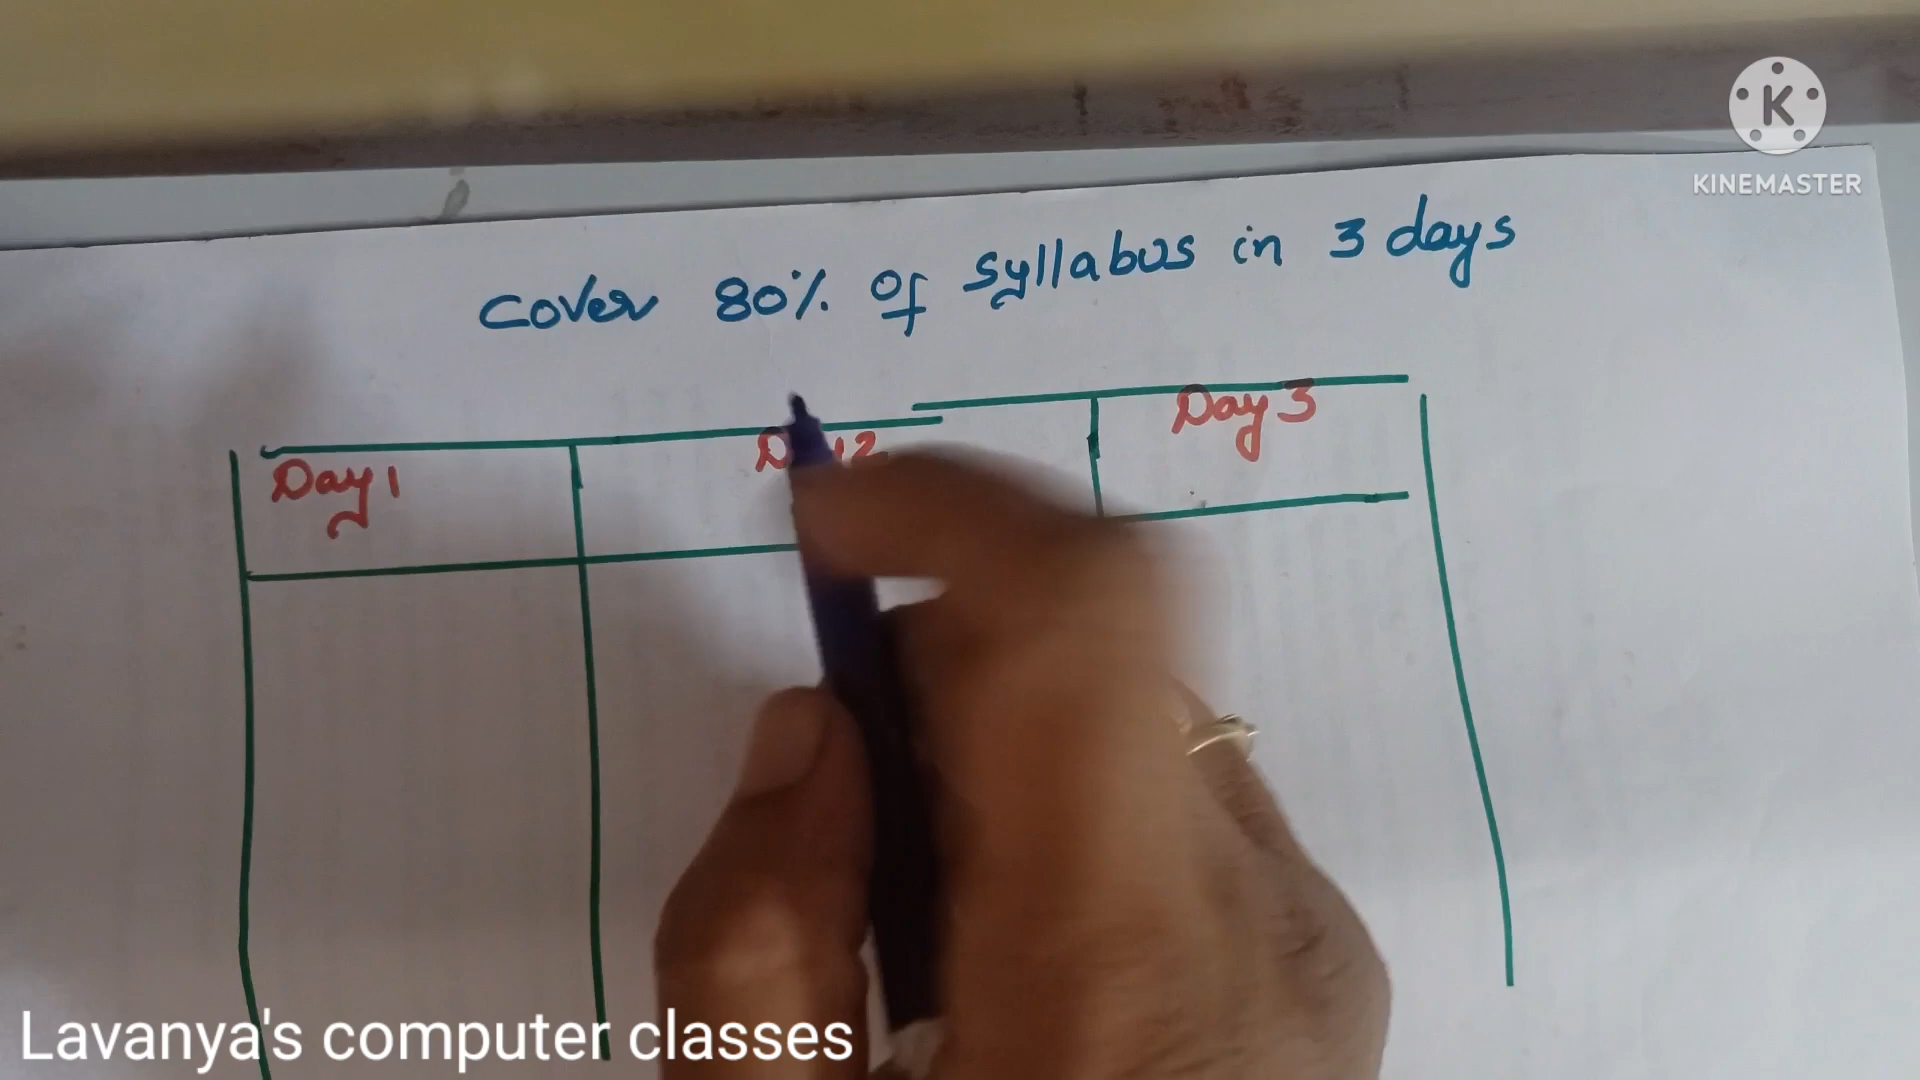 KINEMASTER
cover 80% of syllabus in 3 days
Day 1
Day 3
Lavanya's computer classes